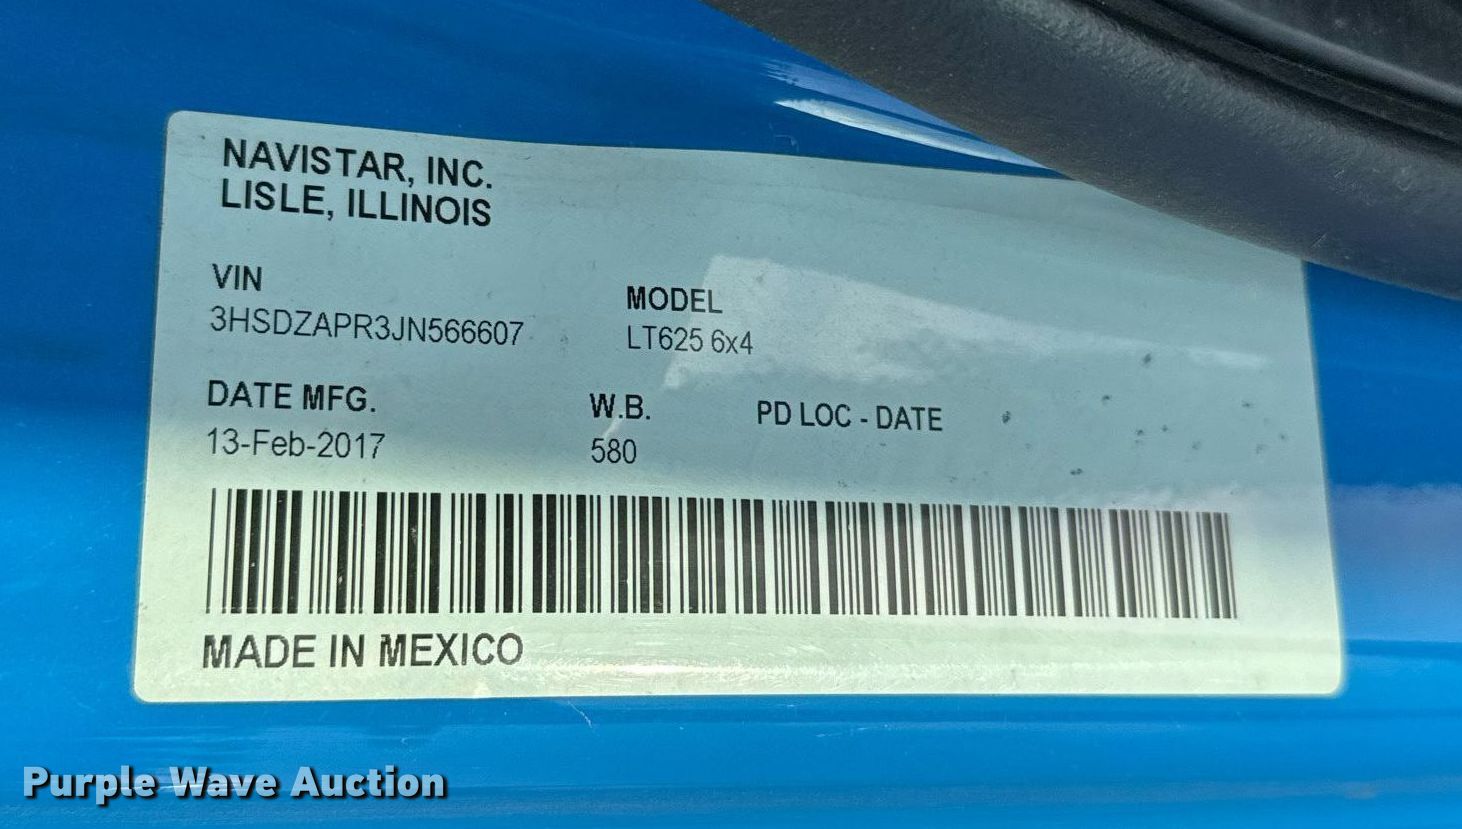 NAVISTAR, INC.
LISLE, ILLINOIS
VIN
3HSDZAPR3JN566607
MODEL
LT625 6x4
DATE MFG.
13-Feb-2017
W.B.
580
PD LOC - DATE
MADE IN MEXICO
Purple Wave Auction